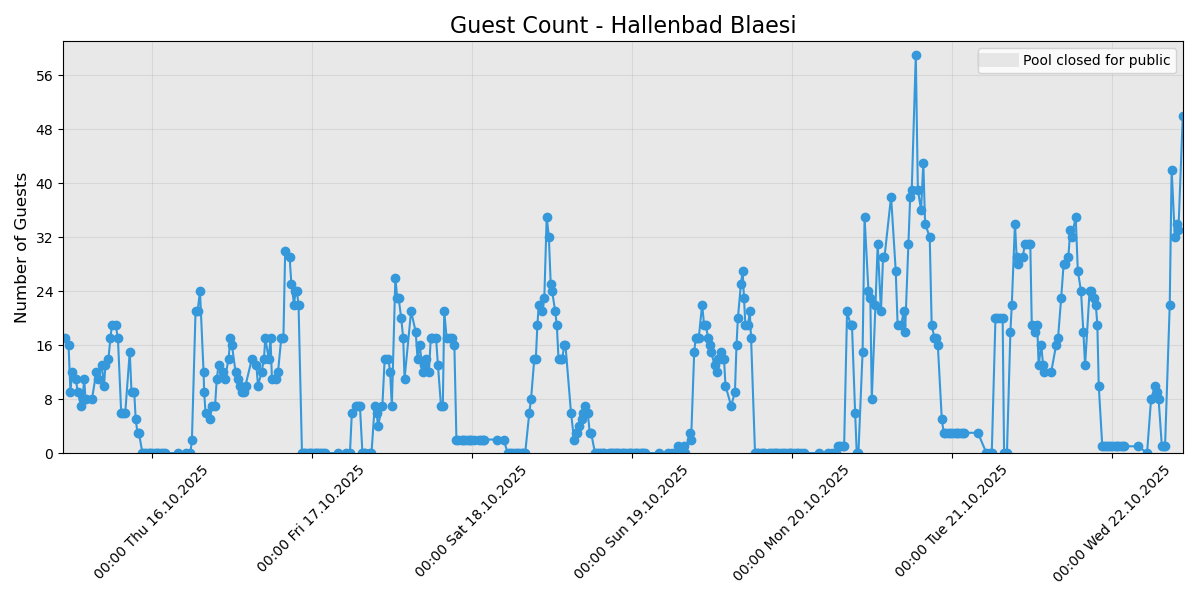 Guest Count - Hallenbad Blaesi
Pool closed for public
Number of Guests
56
48
40
32
24
16
8
0
00:00 Thu 16.10.2025
00:00 Fri 17.10.2025
00:00 Sat 18.10.2025
00:00 Sun 19.10.2025
00:00 Mon 20.10.2025
00:00 Tue 21.10.2025
00:00 Wed 22.10.2025